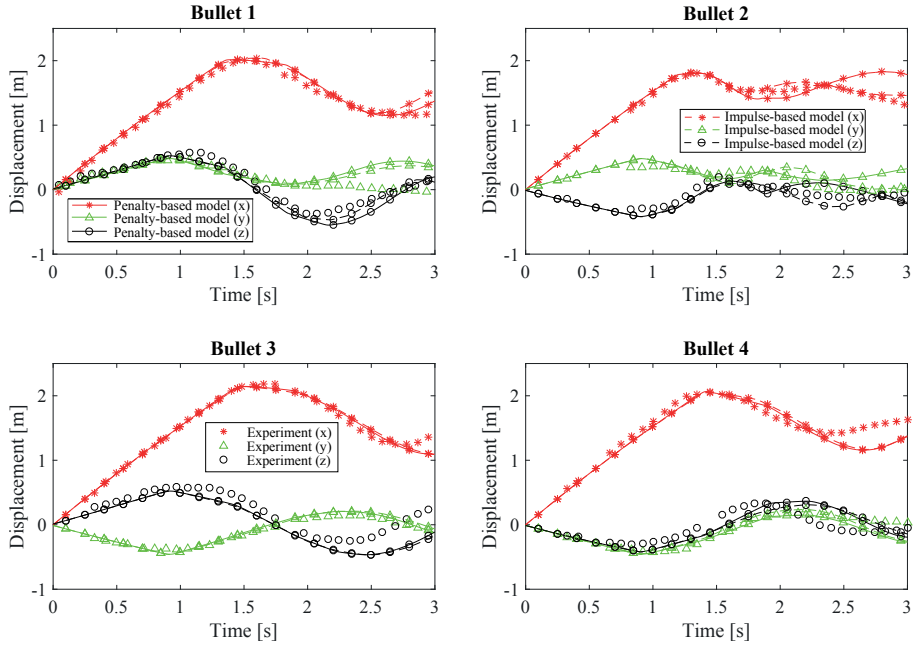 Bullet 1
Displacement [m]
2
1
0
-1
Penalty-based model (x)
Penalty-based model (y)
Penalty-based model (z)
0 0.5 1 1.5 2 2.5 3
Time [s]
Bullet 2
Displacement [m]
2
1
0
-1
Impulse-based model (x)
Impulse-based model (y)
Impulse-based model (z)
0 0.5 1 1.5 2 2.5 3
Time [s]
Bullet 3
Displacement [m]
2
1
0
-1
Experiment (x)
Experiment (y)
Experiment (z)
0 0.5 1 1.5 2 2.5 3
Time [s]
Bullet 4
Displacement [m]
2
1
0
-1
0 0.5 1 1.5 2 2.5 3
Time [s]